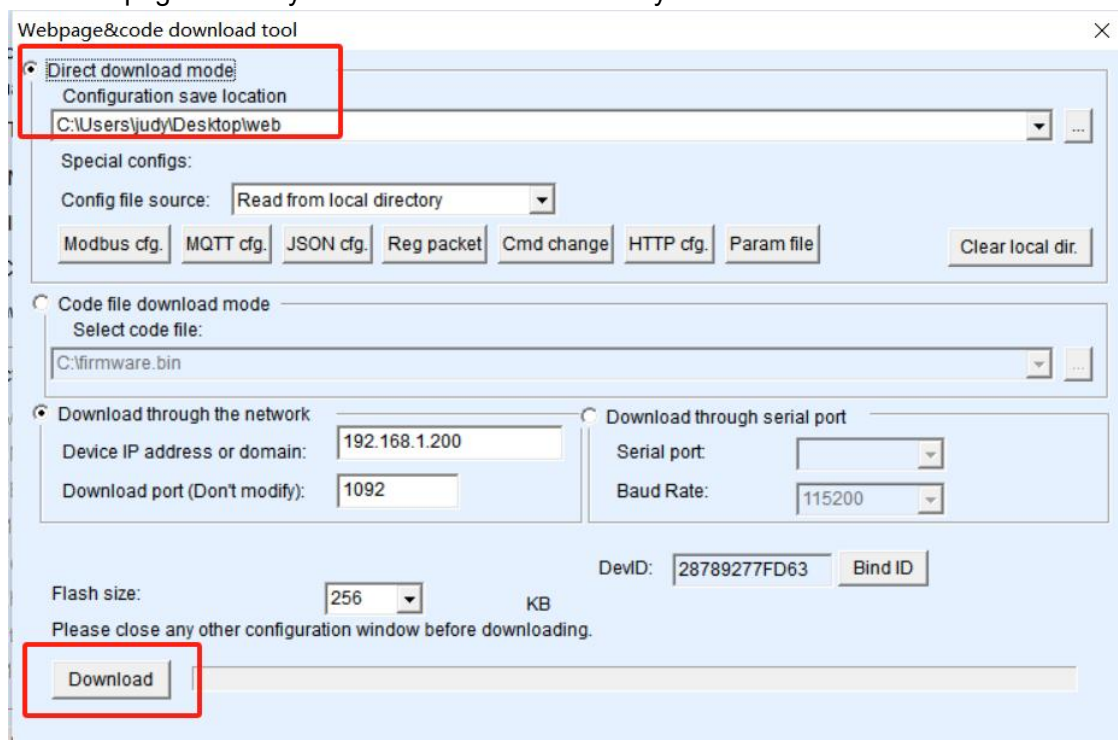 Webpage&code download tool
Direct download mode
Configuration save location
C:\Users\judy\Desktop\web
...
Special configs:
Config file source: Read from local directory
Modbus cfg. MQTT cfg. JSON cfg. Reg packet Cmd change HTTP cfg. Param file Clear local dir.
Code file download mode
Select code file:
C:\firmware.bin
...
Download through the network
Device IP address or domain: 192.168.1.200
Download port (Don't modify): 1092
Download through serial port
Serial port:
Baud Rate: 115200
DevID: 28789277FD63 Bind ID
Flash size: 256 KB
Please close any other configuration window before downloading.
Download